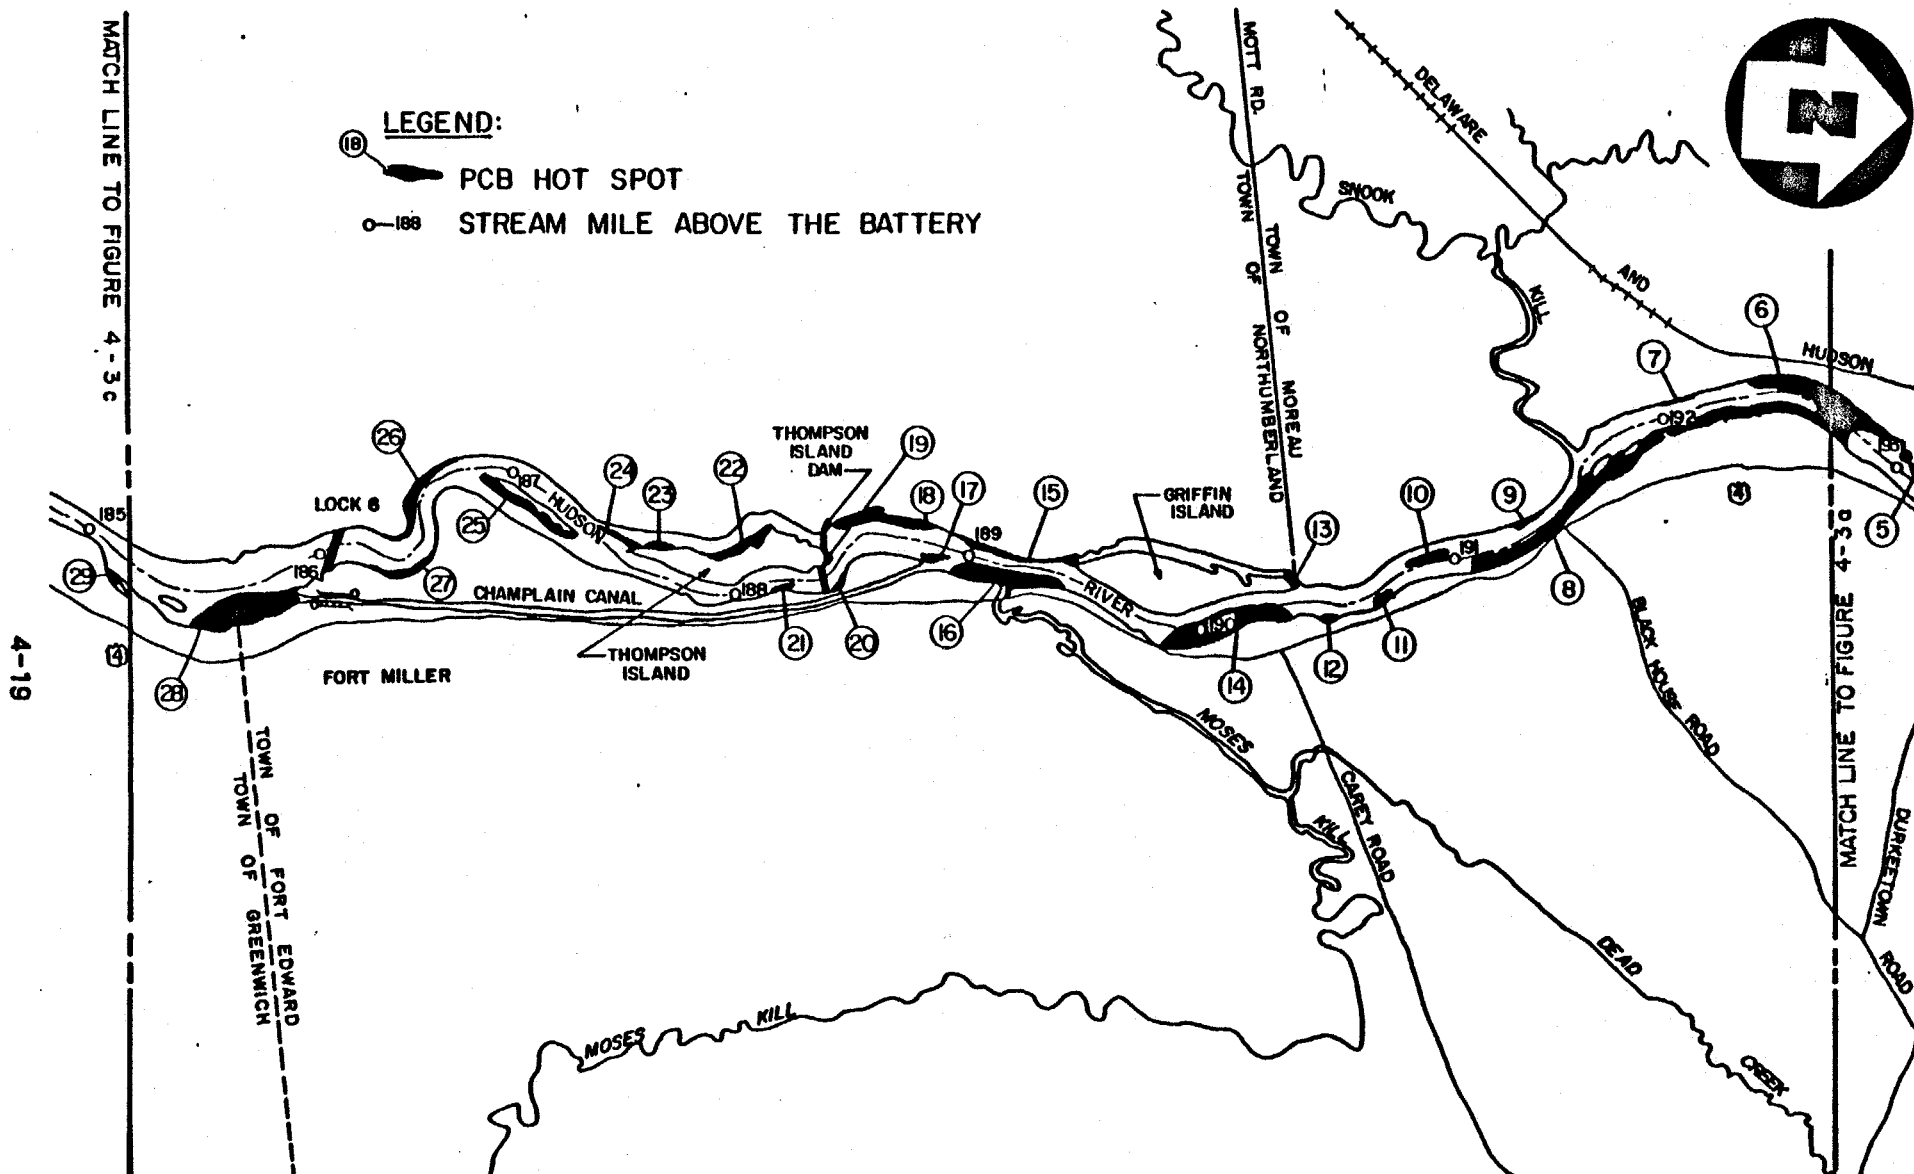 MATCH LINE TO FIGURE 4-3c
LEGEND:
18
PCB HOT SPOT
188
STREAM MILE ABOVE THE BATTERY
MOTT RD.
TOWN OF MOREAU
TOWN OF NORTHUMBERLAND
DELAWARE
AND
HUDSON
SNOOK
KILL
N
6
7
192
5
(4)
MATCH LINE TO FIGURE 4-3a
8
9
10
191
11
12
13
14
190
GRIFFIN
ISLAND
15
189
16
17
18
19
THOMPSON
ISLAND
DAM
20
21
188
22
23
24
HUDSON
RIVER
187
25
26
27
LOCK 6
186
185
29
28
(4)
CHAMPLAIN CANAL
THOMPSON
ISLAND
FORT MILLER
TOWN OF FORT EDWARD
TOWN OF GREENWICH
MOSES
KILL
CAREY ROAD
BLACK HOUSE ROAD
DURKEETOWN
ROAD
DEAD
CREEK
MOSES
KILL
4-19